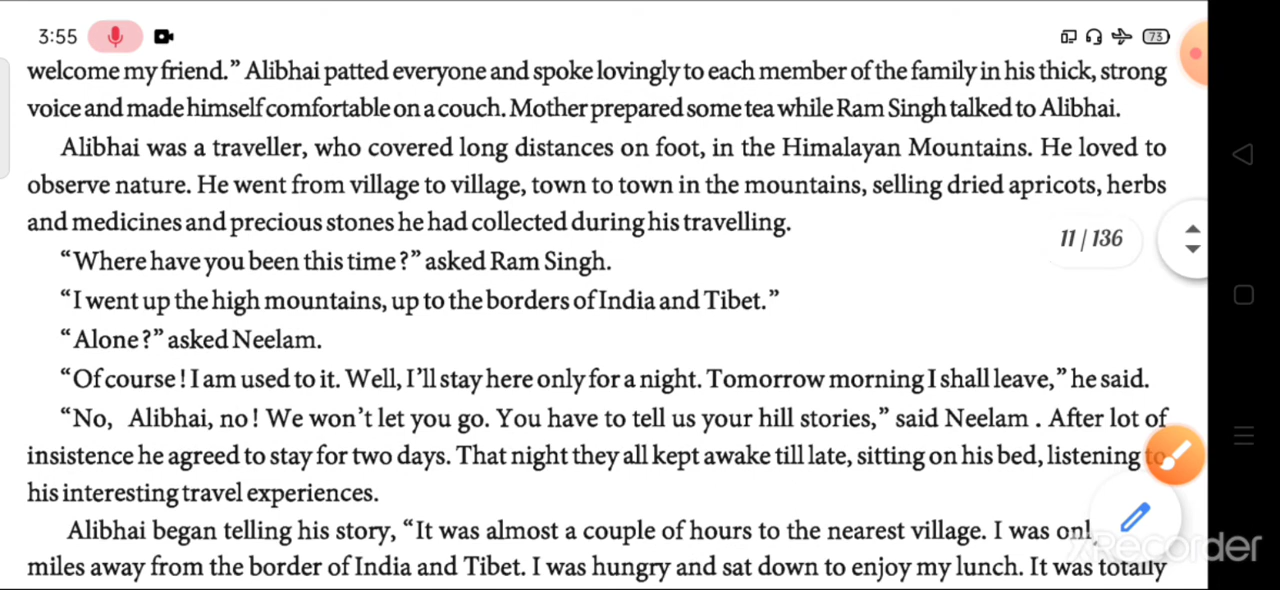 3:55
73
welcome my friend.” Alibhai patted everyone and spoke lovingly to each member of the family in his thick, strong
voice and made himself comfortable on a couch. Mother prepared some tea while Ram Singh talked to Alibhai.
Alibhai was a traveller, who covered long distances on foot, in the Himalayan Mountains. He loved to
observe nature. He went from village to village, town to town in the mountains, selling dried apricots, herbs
and medicines and precious stones he had collected during his travelling.
11 / 136
“Where have you been this time?” asked Ram Singh.
“I went up the high mountains, up to the borders of India and Tibet.”
“Alone?” asked Neelam.
“Of course! I am used to it. Well, I’ll stay here only for a night. Tomorrow morning I shall leave,” he said.
“No, Alibhai, no! We won’t let you go. You have to tell us your hill stories,” said Neelam . After lot of
insistence he agreed to stay for two days. That night they all kept awake till late, sitting on his bed, listening to
his interesting travel experiences.
Alibhai began telling his story, “It was almost a couple of hours to the nearest village. I was only
miles away from the border of India and Tibet. I was hungry and sat down to enjoy my lunch. It was totally
XRecorder